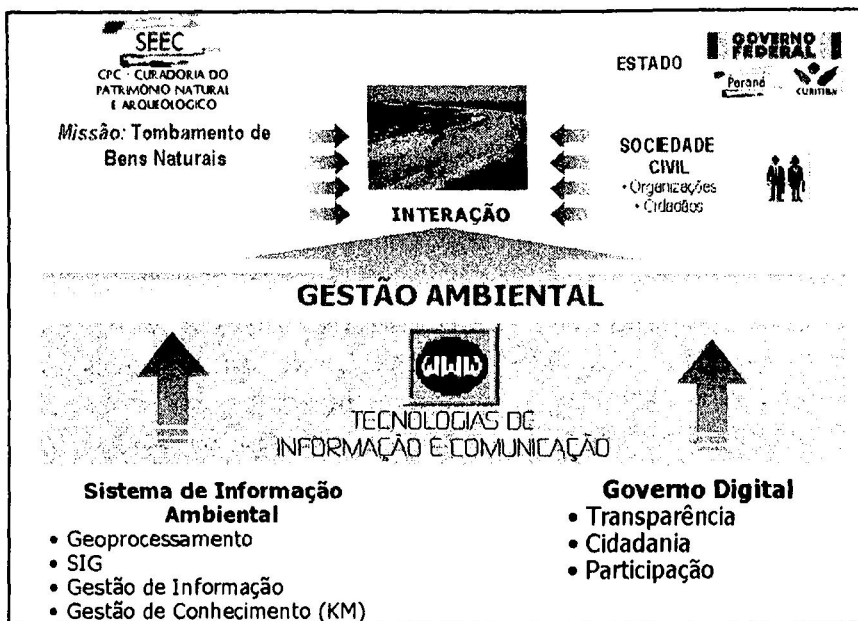 SEEC
CPC - CURADORIA DO
PATRIMÔNIO NATURAL
E ARQUEOLÓGICO
Missão: Tombamento de
Bens Naturais
INTERAÇÃO
ESTADO
GOVERNO
FEDERAL
Paraná
CURITIBA
SOCIEDADE
CIVIL
• Organizações
• Cidadãos
GESTÃO AMBIENTAL
WWW
TECNOLOGIAS DE
INFORMAÇÃO E COMUNICAÇÃO
Sistema de Informação
Ambiental
• Geoprocessamento
• SIG
• Gestão de Informação
• Gestão de Conhecimento (KM)
Governo Digital
• Transparência
• Cidadania
• Participação